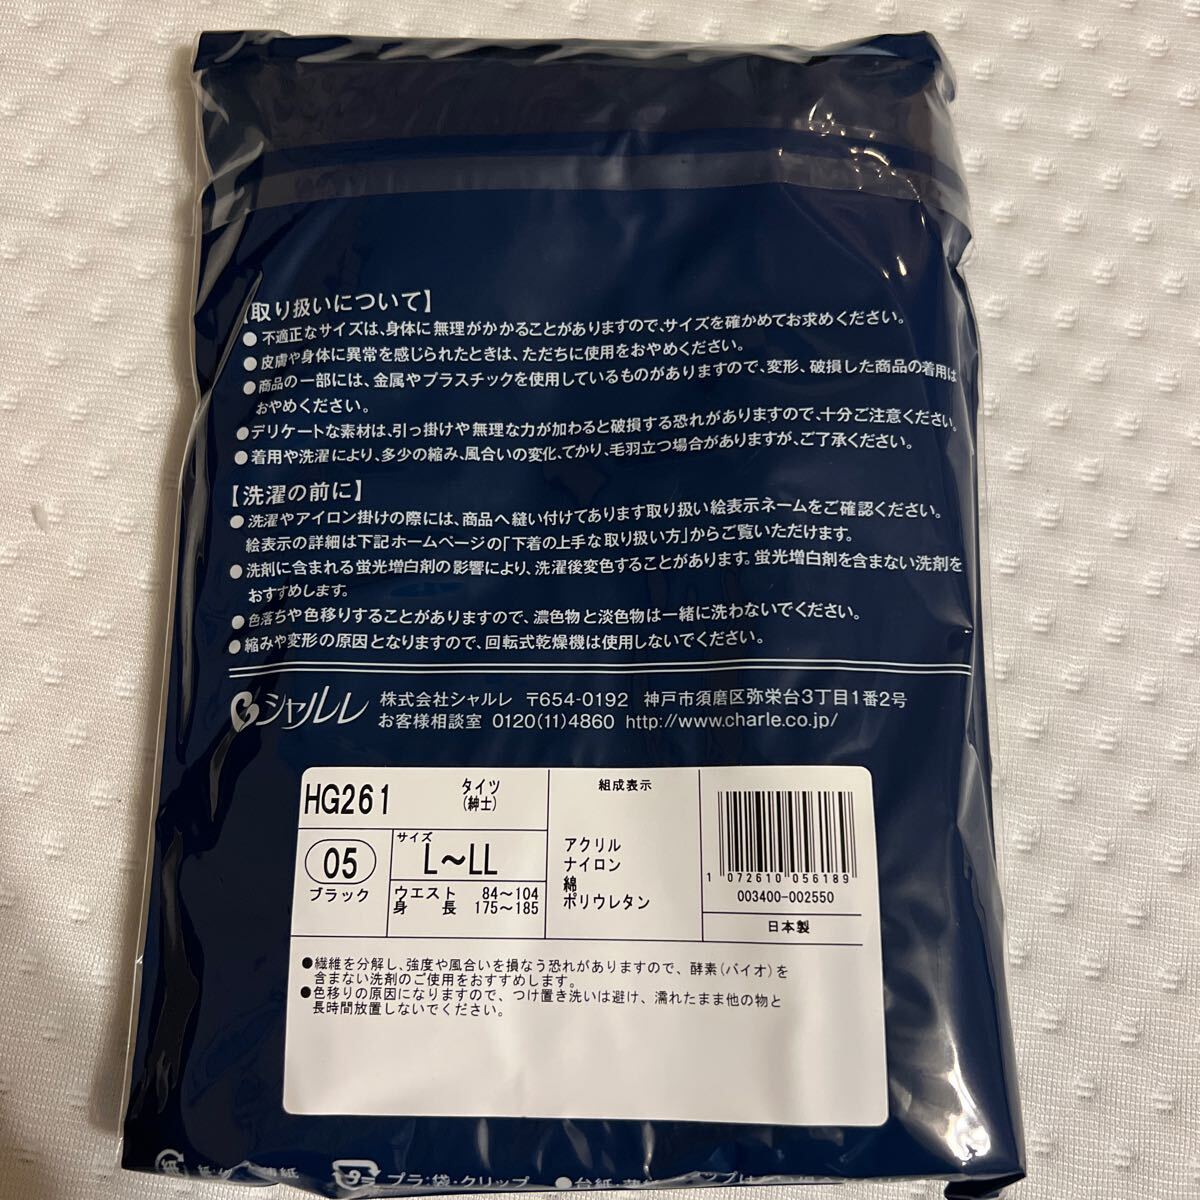 【取り扱いについて】
●不適正なサイズは、身体に無理がかかることがありますので、サイズを確かめてお求めください。
●皮膚や身体に異常を感じられたときは、ただちに使用をおやめください。
●商品の一部には、金属やプラスチックを使用しているものがありますので、変形、破損した商品の着用は
おやめください。
●デリケートな素材は、引っ掛けや無理な力が加わると破損する恐れがありますので、十分ご注意ください。
●着用や洗濯により、多少の縮み、風合いの変化、てかり、毛羽立つ場合がありますが、ご了承ください。
【洗濯の前に】
●洗濯やアイロン掛けの際には、商品へ縫い付けてあります取り扱い絵表示ネームをご確認ください。
絵表示の詳細は下記ホームページの「下着の上手な取り扱い方」からご覧いただけます。
●洗剤に含まれる蛍光増白剤の影響により、洗濯後変色することがあります。蛍光増白剤を含まない洗剤を
おすすめします。
●色落ちや色移りすることがありますので、濃色物と淡色物は一緒に洗わないでください。
●縮みや変形の原因となりますので、回転式乾燥機は使用しないでください。
シャルレ 株式会社シャルレ 〒654-0192 神戸市須磨区弥栄台3丁目1番2号
お客様相談室 0120(11)4860 http://www.charle.co.jp/
HG261
タイツ
(紳士)
05
ブラック
サイズ
L～LL
ウエスト 84～104
身長 175～185
組成表示
アクリル
ナイロン
綿
ポリウレタン
1 072610 056189
003400-002550
日本製
●繊維を分解し、強度や風合いを損なう恐れがありますので、酵素(バイオ)を
含まない洗剤のご使用をおすすめします。
●色移りの原因になりますので、つけ置き洗いは避け、濡れたまま他の物と
長時間放置しないでください。
プラ:袋・クリップ